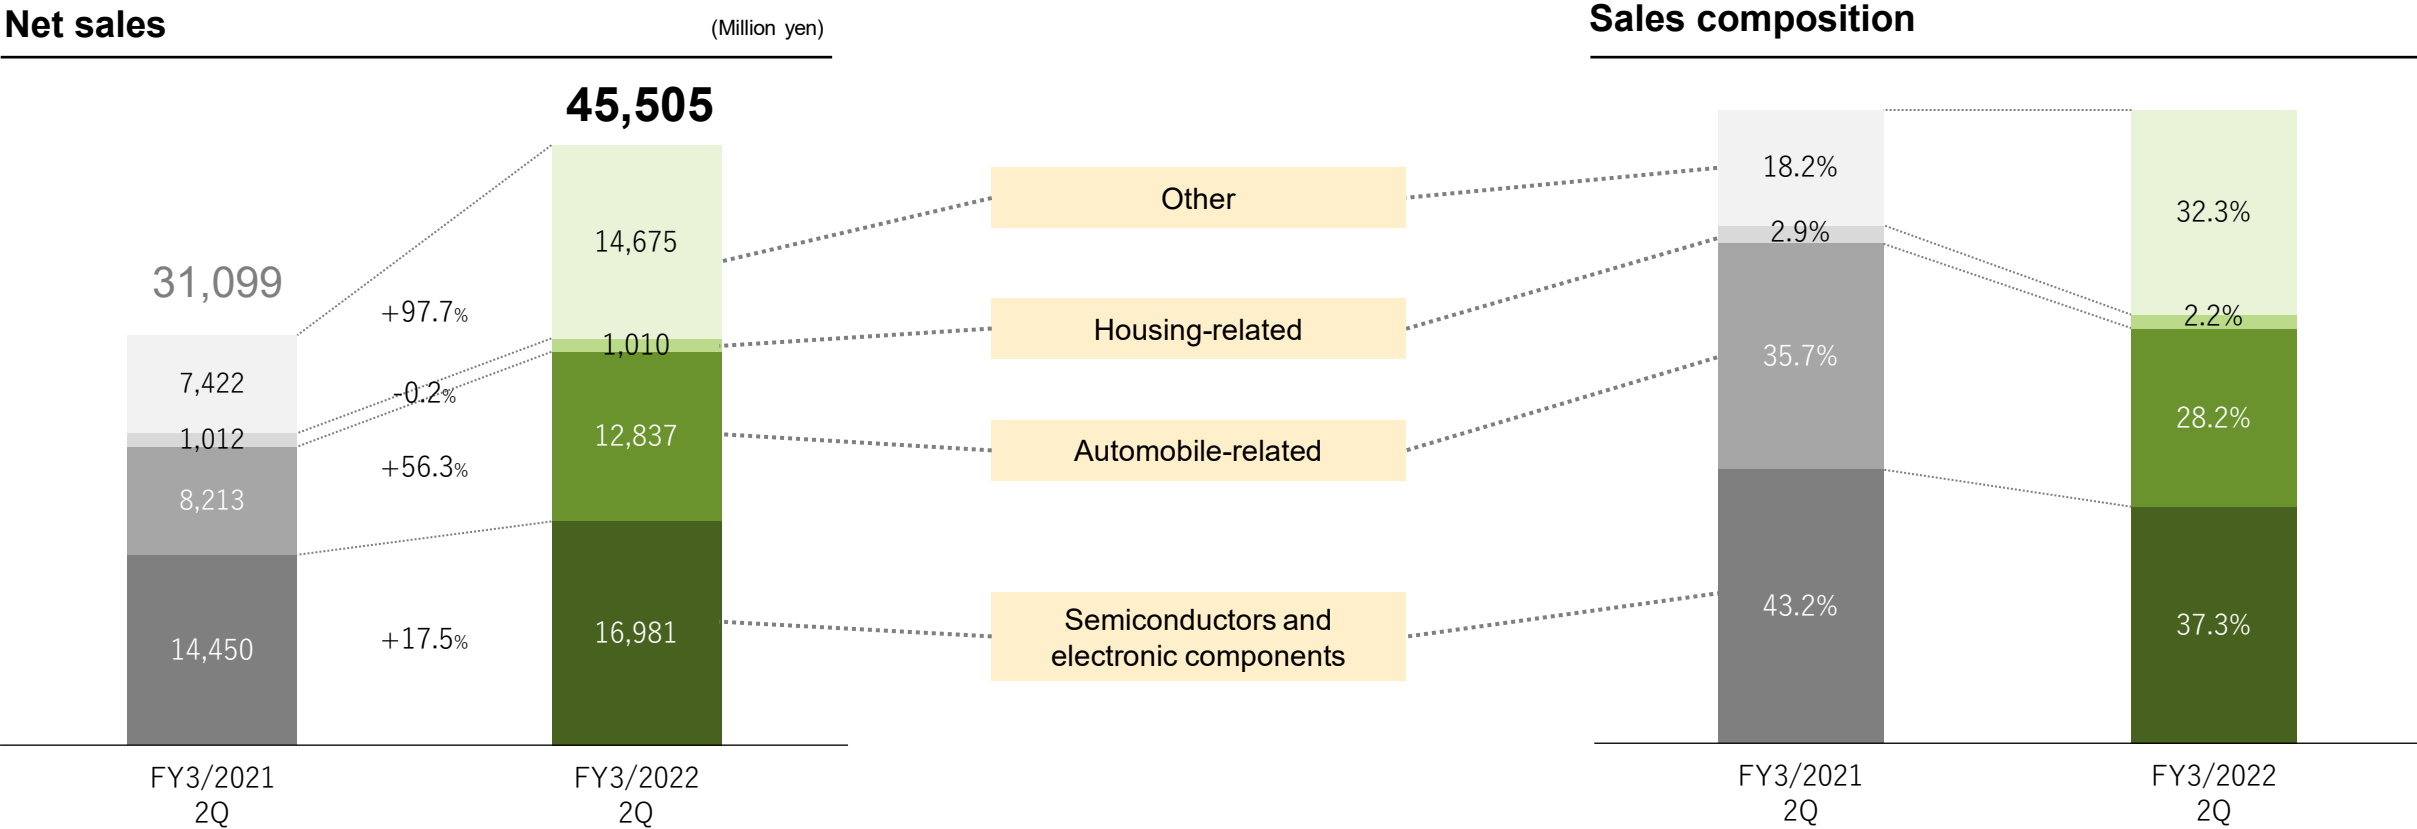 Net sales
(Million yen)
45,505
31,099
14,675
1,010
12,837
16,981
7,422
1,012
8,213
14,450
+97.7%
-0.2%
+56.3%
+17.5%
FY3/2021
2Q
FY3/2022
2Q
Other
Housing-related
Automobile-related
Semiconductors and
electronic components
Sales composition
18.2%
2.9%
35.7%
43.2%
32.3%
2.2%
28.2%
37.3%
FY3/2021
2Q
FY3/2022
2Q